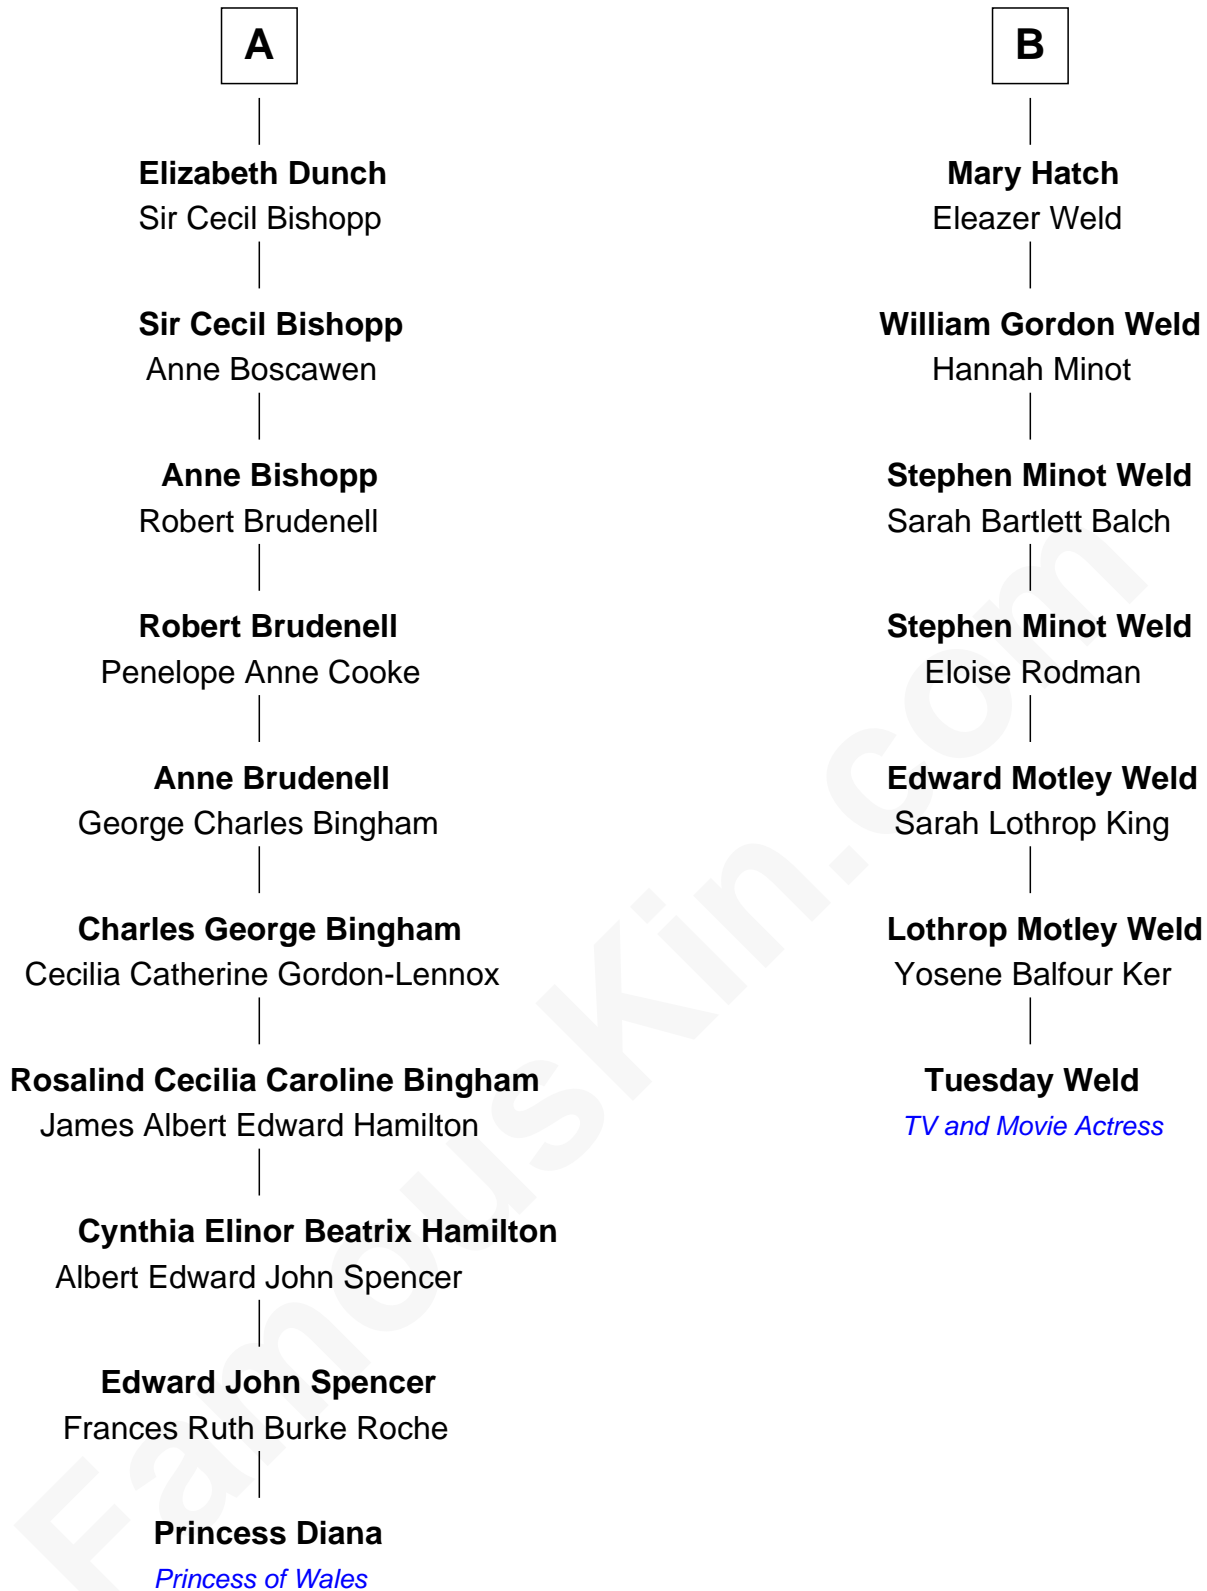 A
Elizabeth Dunch
Sir Cecil Bishopp
Sir Cecil Bishopp
Anne Boscawen
Anne Bishopp
Robert Brudenell
Robert Brudenell
Penelope Anne Cooke
Anne Brudenell
George Charles Bingham
Charles George Bingham
Cecilia Catherine Gordon-Lennox
Rosalind Cecilia Caroline Bingham
James Albert Edward Hamilton
Cynthia Elinor Beatrix Hamilton
Albert Edward John Spencer
Edward John Spencer
Frances Ruth Burke Roche
Princess Diana
Princess of Wales
B
Mary Hatch
Eleazer Weld
William Gordon Weld
Hannah Minot
Stephen Minot Weld
Sarah Bartlett Balch
Stephen Minot Weld
Eloise Rodman
Edward Motley Weld
Sarah Lothrop King
Lothrop Motley Weld
Yosene Balfour Ker
Tuesday Weld
TV and Movie Actress
FamousKin.com